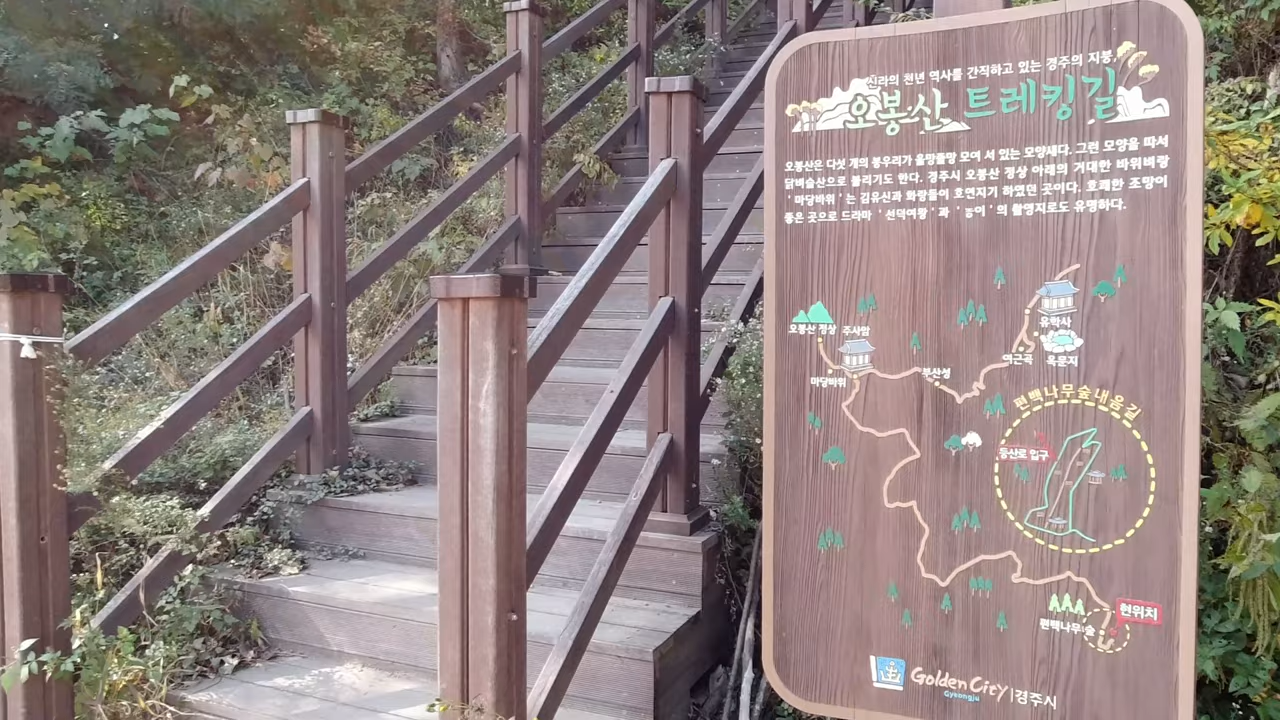 신라의 천년 역사를 간직하고 있는 경주의 지붕,
오봉산 트레킹길
오봉산은 다섯 개의 봉우리가 올망졸망 모여 서 있는 모양새다. 그런 모양을 따서
닭벼슬산으로 불리기도 한다. 경주시 오봉산 정상 아래의 거대한 바위벼랑
'마당바위'는 김유신과 화랑들이 호연지기 하였던 곳이다. 호쾌한 조망이
좋은 곳으로 드라마 '선덕여왕'과 '동이'의 촬영지로도 유명하다.
유학사
오봉산 정상 주사암
여근곡 옥문지
마당바위
부산성
편백나무숲내음길
등산로 입구
현위치
편백나무숲
Golden City 경주시
Gyeongju